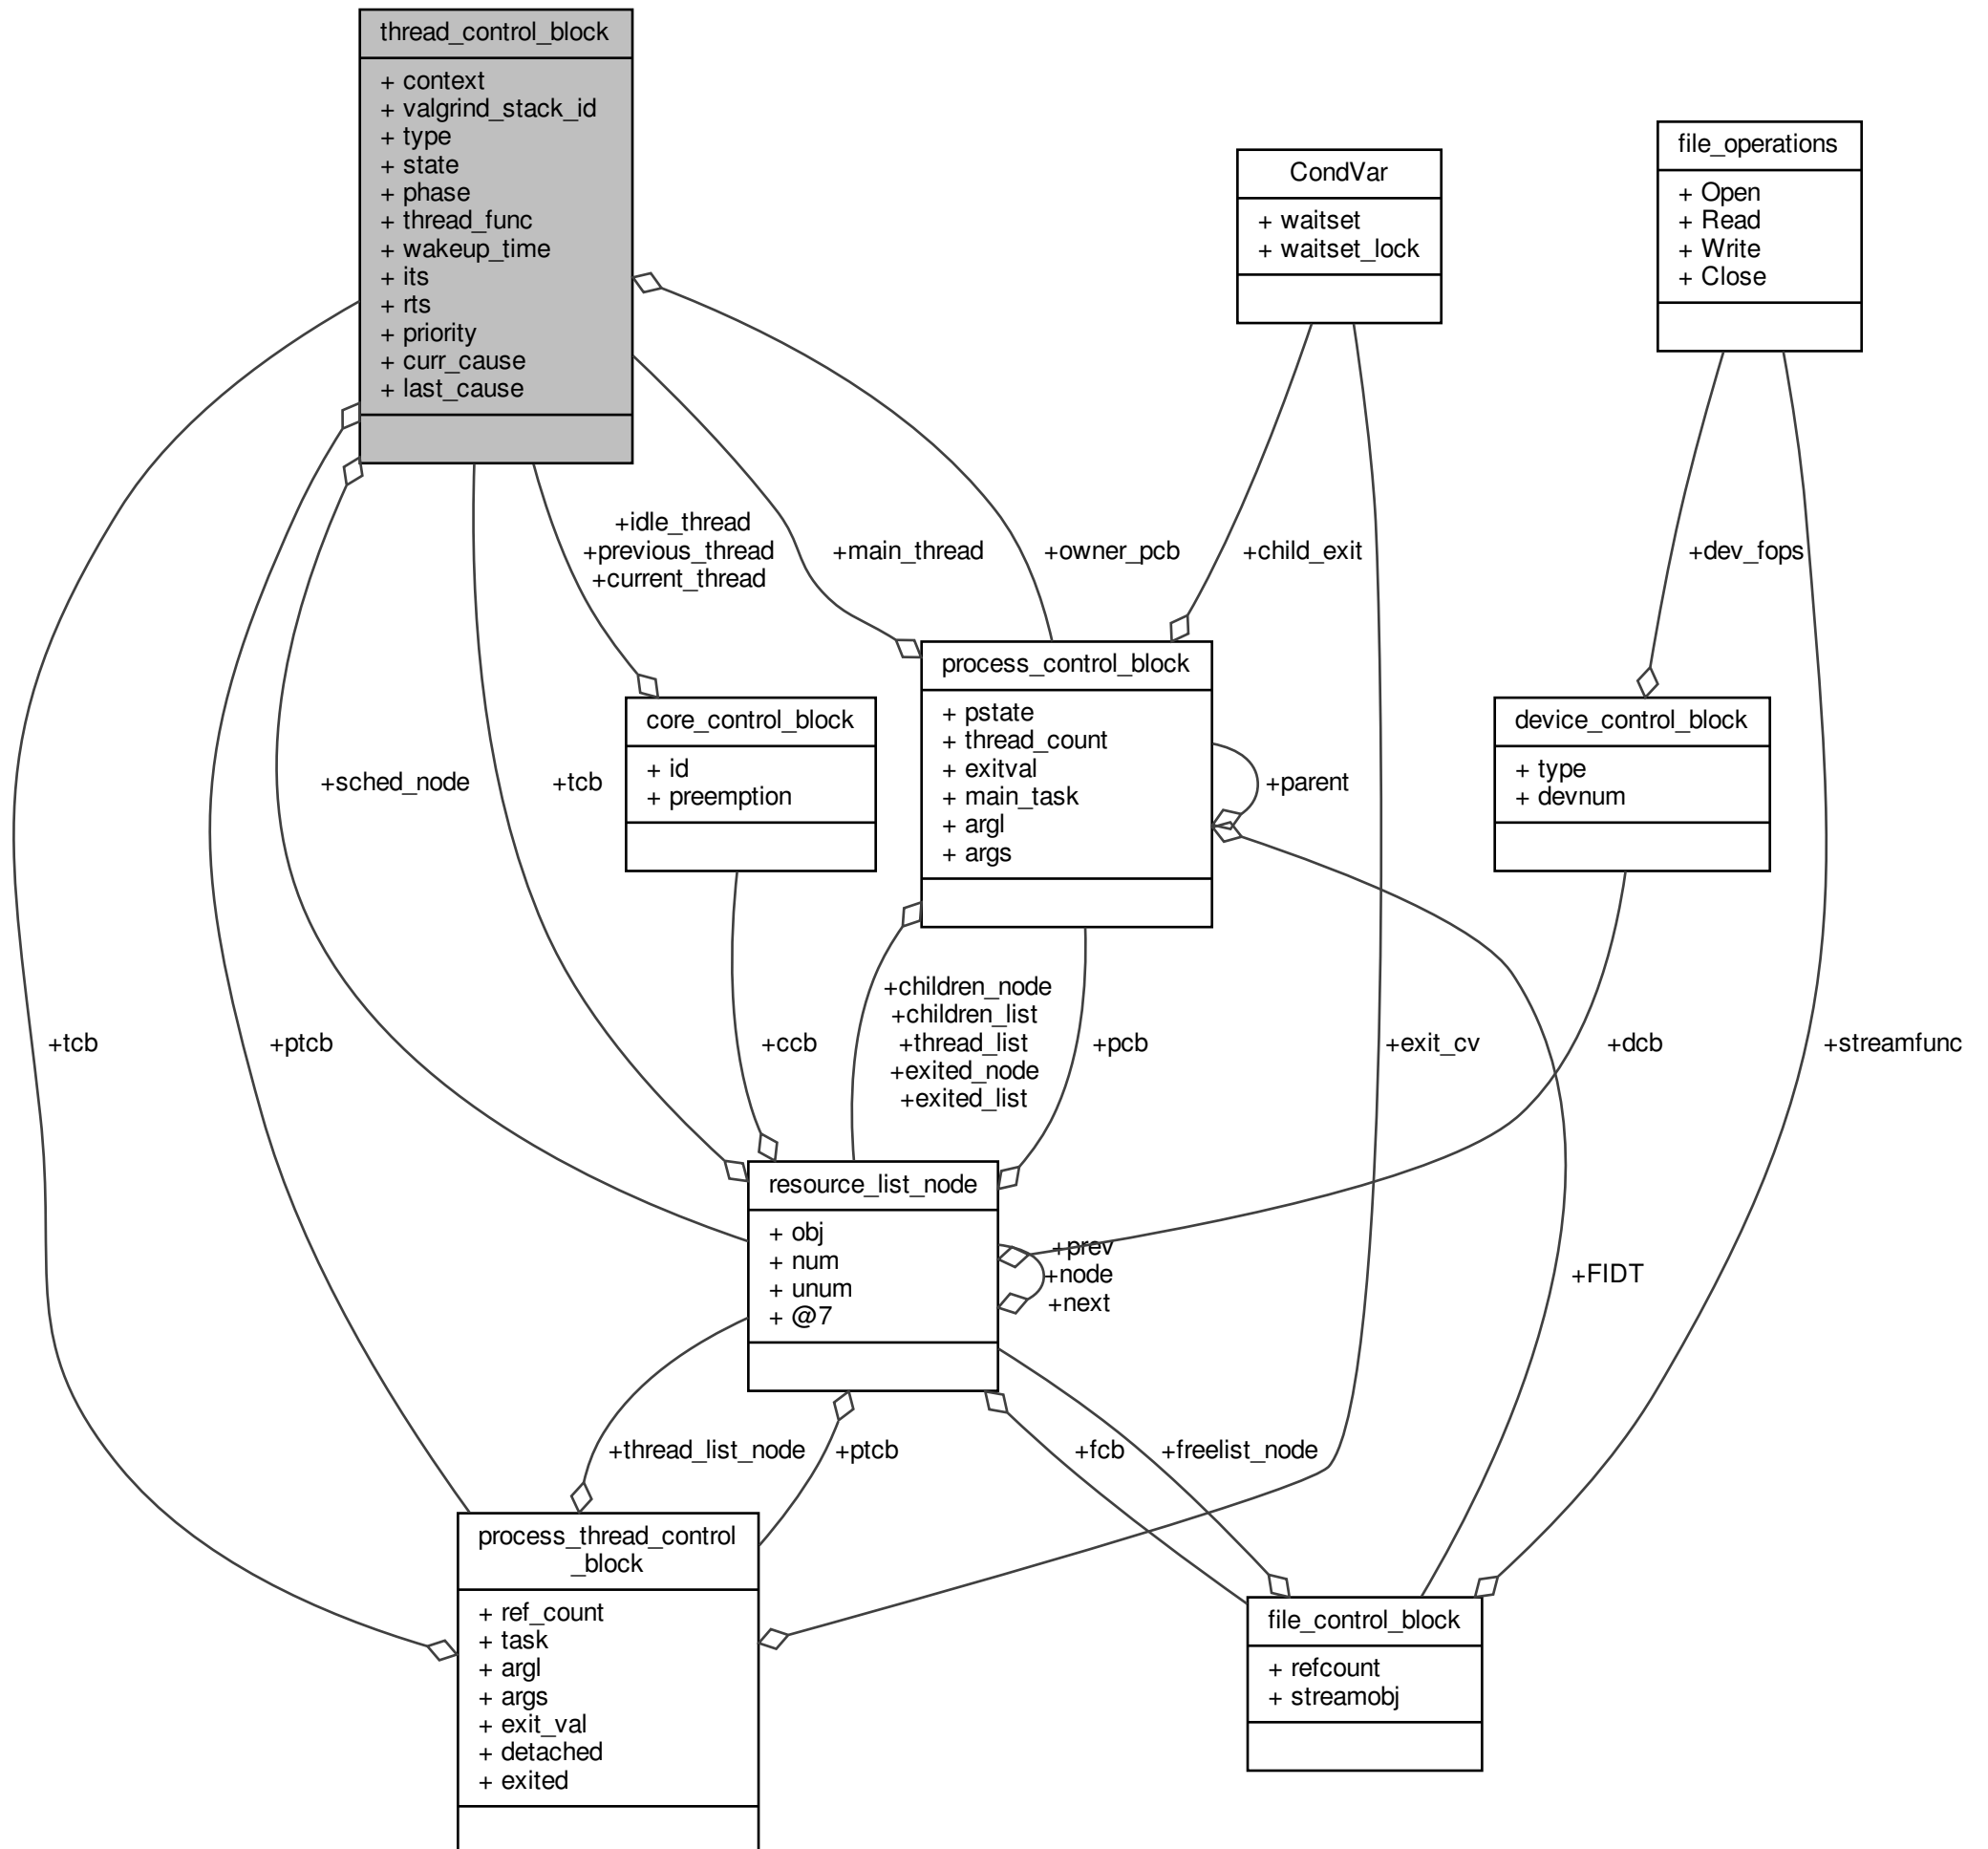 thread_control_block
+ context
+ valgrind_stack_id
+ type
+ state
+ phase
+ thread_func
+ wakeup_time
+ its
+ rts
+ priority
+ curr_cause
+ last_cause
CondVar
+ waitset
+ waitset_lock
file_operations
+ Open
+ Read
+ Write
+ Close
+idle_thread
+previous_thread
+current_thread
+main_thread
+owner_pcb
+child_exit
+dev_fops
core_control_block
+ id
+ preemption
process_control_block
+ pstate
+ thread_count
+ exitval
+ main_task
+ argl
+ args
+parent
device_control_block
+ type
+ devnum
+sched_node
+tcb
+tcb
+ptcb
+ccb
+children_node
+children_list
+thread_list
+exited_node
+exited_list
+pcb
+exit_cv
+dcb
+streamfunc
resource_list_node
+ obj
+ num
+ unum
+ @7
+prev
+node
+next
+FIDT
+thread_list_node
+ptcb
+fcb
+freelist_node
process_thread_control
_block
+ ref_count
+ task
+ argl
+ args
+ exit_val
+ detached
+ exited
file_control_block
+ refcount
+ streamobj